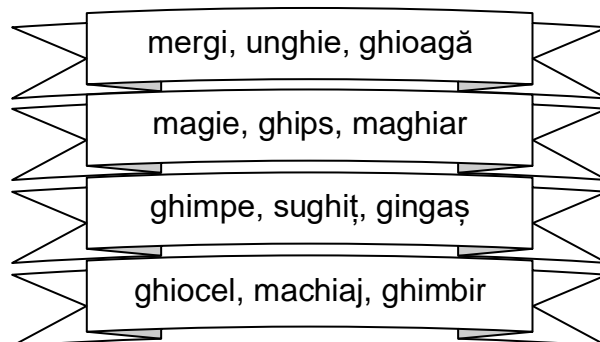 mergi, unghie, ghioagă
magie, ghips, maghiar
ghimpe, sughiț, gingaș
ghiocel, machiaj, ghimbir